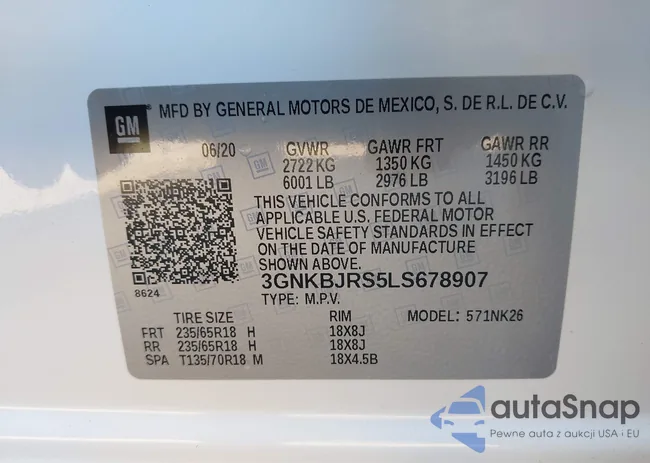 GM
MFD BY GENERAL MOTORS DE MEXICO, S. DE R.L. DE C.V.
06/20 GVWR GAWR FRT GAWR RR
2722 KG 1350 KG 1450 KG
6001 LB 2976 LB 3196 LB
THIS VEHICLE CONFORMS TO ALL
APPLICABLE U.S. FEDERAL MOTOR
VEHICLE SAFETY STANDARDS IN EFFECT
ON THE DATE OF MANUFACTURE
SHOWN ABOVE.
8624
3GNKBJRS5LS678907
TYPE: M.P.V.
TIRE SIZE RIM MODEL: 571NK26
FRT 235/65R18 H 18X8J
RR 235/65R18 H 18X8J
SPA T135/70R18 M 18X4.5B
autaSnap
Pewne auta z aukcji USA i EU